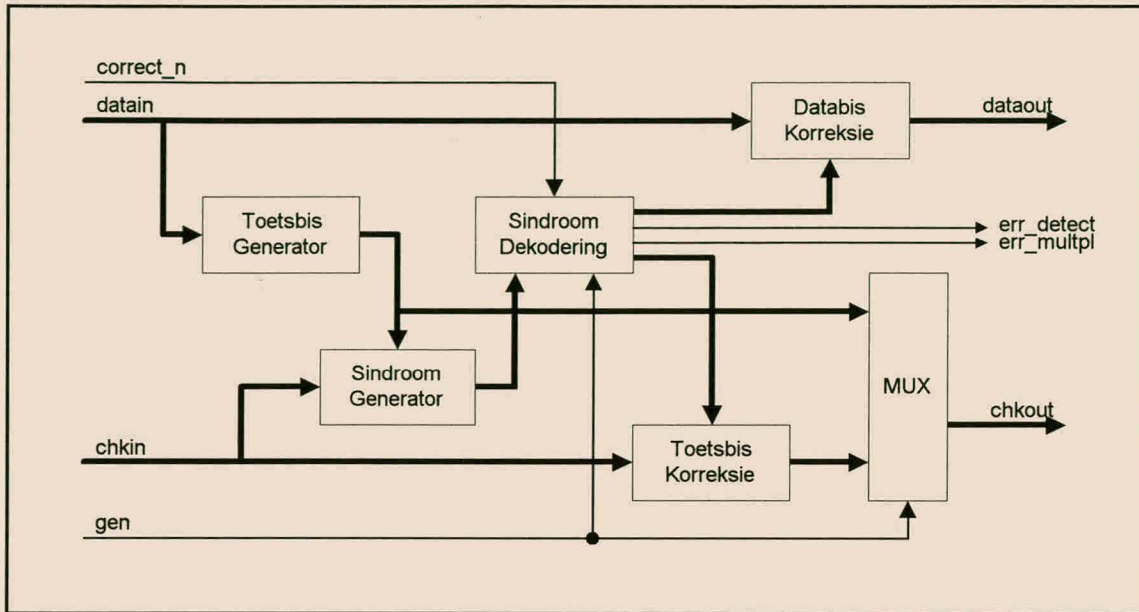 correct_n
datain
Databis
Korreksie
dataout
Toetsbis
Generator
Sindroom
Dekodering
err_detect
err_multpl
Sindroom
Generator
MUX
chkin
Toetsbis
Korreksie
chkout
gen